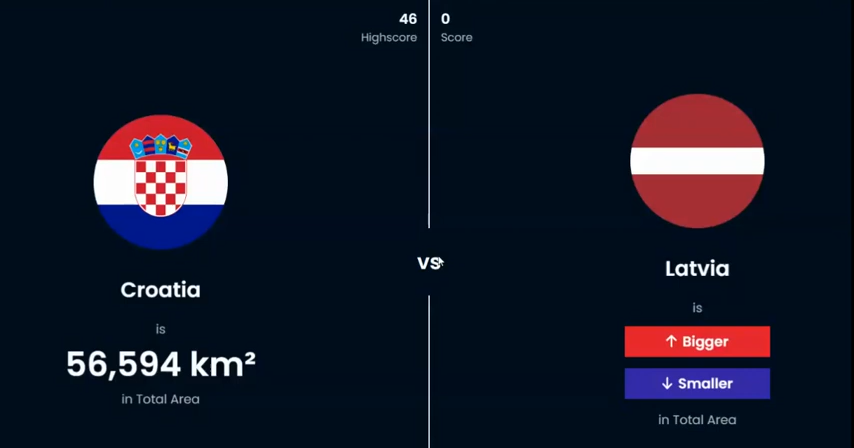 46
Highscore
0
Score
Croatia
is
56,594 km²
in Total Area
VS
Latvia
is
↑ Bigger
↓ Smaller
in Total Area